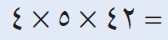 ٤ × ٥ × ٤٢ =